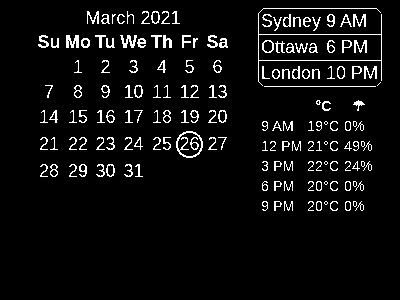 March 2021
Su Mo Tu We Th Fr Sa
1 2 3 4 5 6
7 8 9 10 11 12 13
14 15 16 17 18 19 20
21 22 23 24 25 26 27
28 29 30 31
Sydney 9 AM
Ottawa 6 PM
London 10 PM
°C ☂
9 AM 19°C 0%
12 PM 21°C 49%
3 PM 22°C 24%
6 PM 20°C 0%
9 PM 20°C 0%